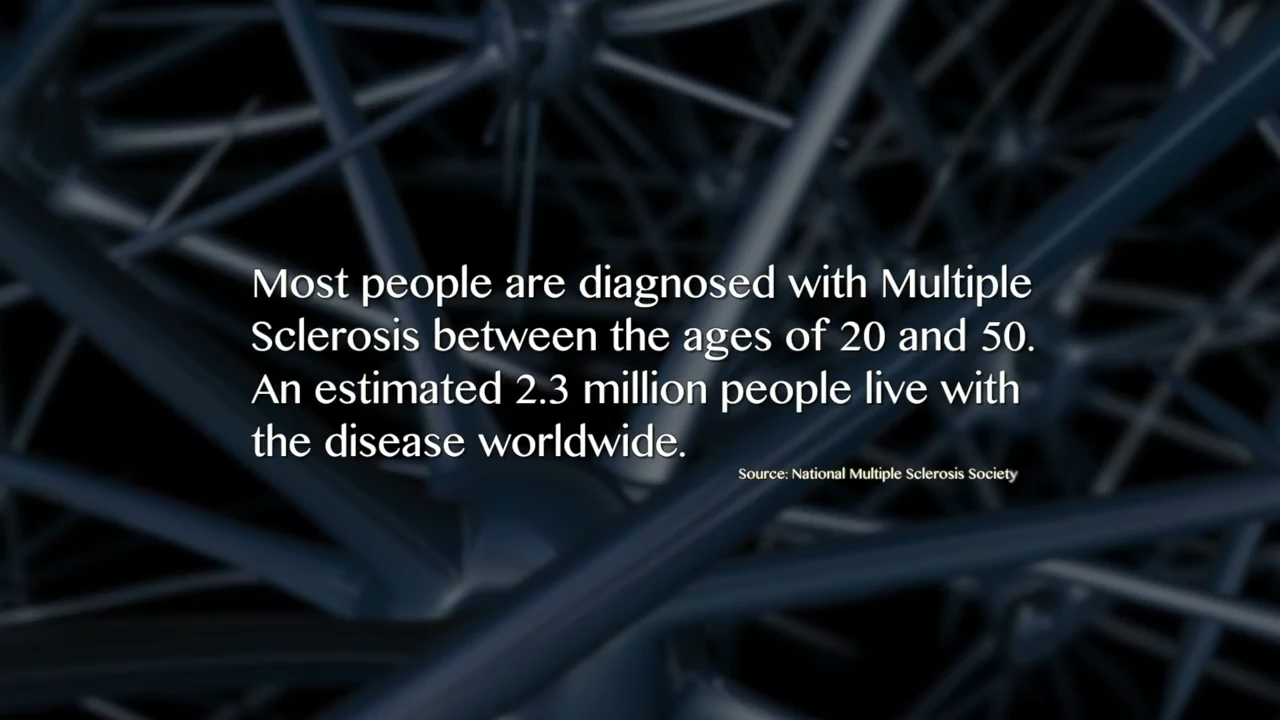 Most people are diagnosed with Multiple
Sclerosis between the ages of 20 and 50.
An estimated 2.3 million people live with
the disease worldwide.
Source: National Multiple Sclerosis Society